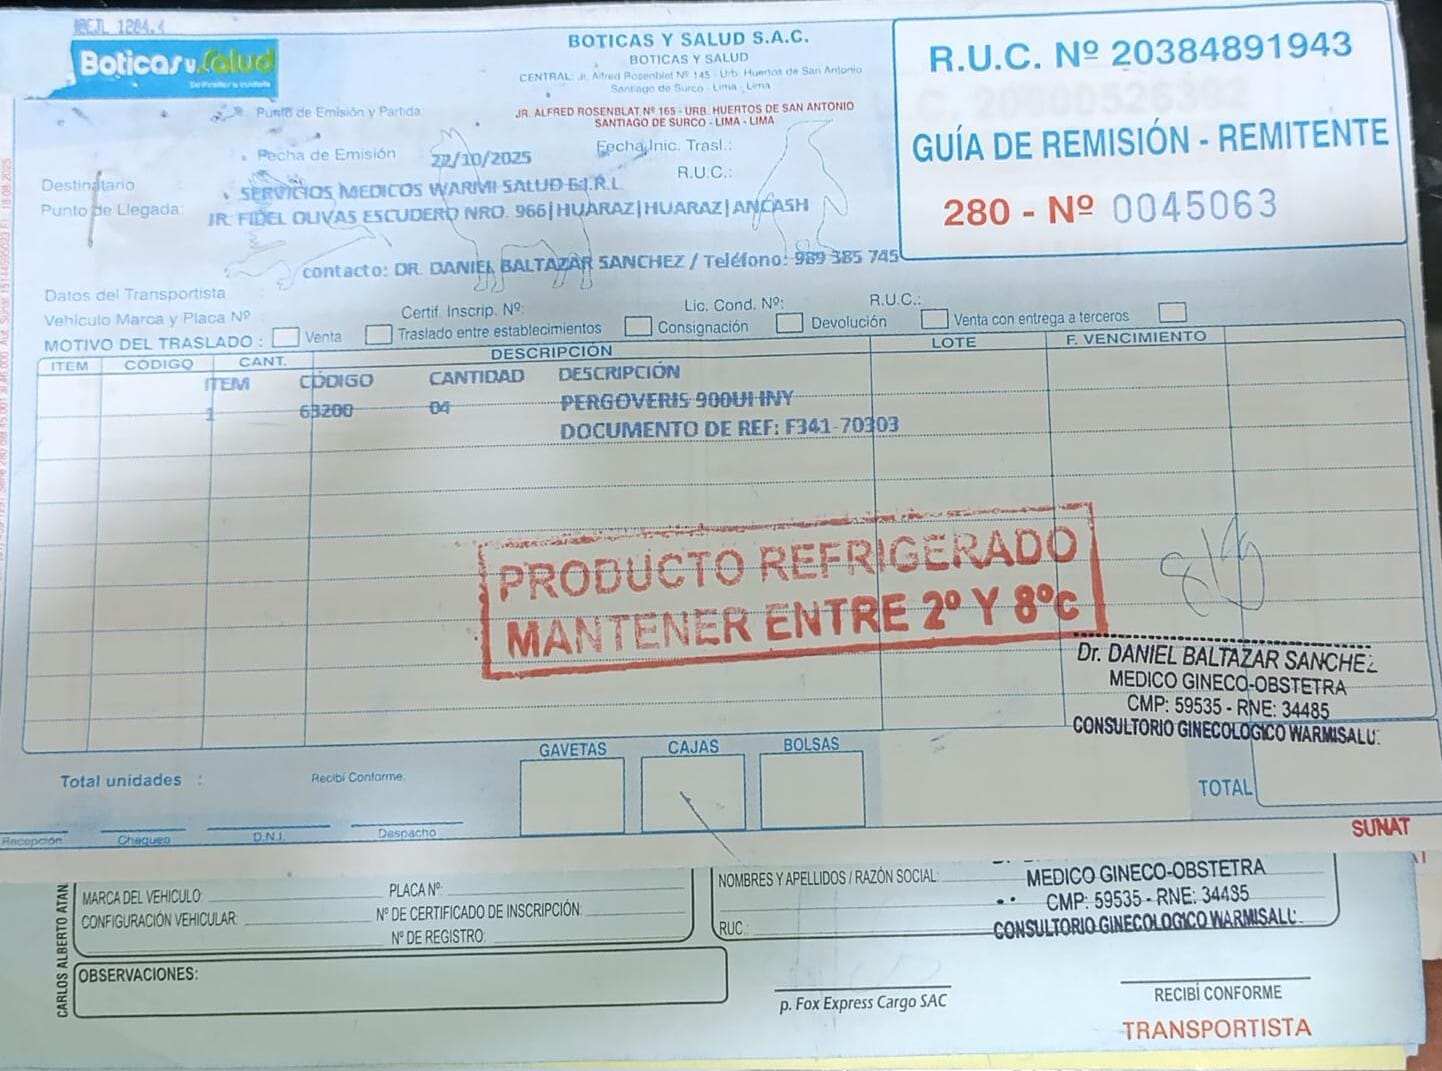 Boticas y Salud
BOTICAS Y SALUD S.A.C.
BOTICAS Y SALUD
CENTRAL: Jr. Alfred Rosenblat Nº 145 - Urb. Huertos de San Antonio
Santiago de Surco - Lima - Lima
Punto de Emisión y Partida:
JR. ALFRED ROSENBLAT Nº 165 - URB. HUERTOS DE SAN ANTONIO
SANTIAGO DE SURCO - LIMA - LIMA
R.U.C. Nº 20384891943
GUÍA DE REMISIÓN - REMITENTE
280 - Nº 0045063
Fecha de Emisión 22/10/2025 Fecha Inic. Trasl.:
Destinatario SERVICIOS MEDICOS WARMI SALUD E.I.R.L. R.U.C.:
Punto de Llegada: JR. FIDEL OLIVAS ESCUDERO NRO. 966|HUARAZ|HUARAZ|ANCASH
contacto: DR. DANIEL BALTAZAR SANCHEZ / Teléfono: 989 385 745
Datos del Transportista
Vehículo Marca y Placa Nº Certif. Inscrip. Nº: Lic. Cond. Nº: R.U.C.:
MOTIVO DEL TRASLADO : Venta Traslado entre establecimientos Consignación Devolución Venta con entrega a terceros
ITEM CÓDIGO CANT. DESCRIPCIÓN LOTE F. VENCIMIENTO
ITEM CÓDIGO CANTIDAD DESCRIPCIÓN
1 63200 04 PERGOVERIS 900UI INY
DOCUMENTO DE REF: F341-70303
PRODUCTO REFRIGERADO
MANTENER ENTRE 2º Y 8ºC
Dr. DANIEL BALTAZAR SANCHEZ
MEDICO GINECO-OBSTETRA
CMP: 59535 - RNE: 34485
CONSULTORIO GINECOLOGICO WARMISALU
GAVETAS CAJAS BOLSAS
Total unidades : Recibí Conforme. TOTAL
Recepción Chequeo D.N.I. Despacho
SUNAT
MARCA DEL VEHICULO: PLACA Nº:
CONFIGURACIÓN VEHICULAR: Nº DE CERTIFICADO DE INSCRIPCIÓN:
Nº DE REGISTRO:
NOMBRES Y APELLIDOS / RAZÓN SOCIAL:
RUC.:
MEDICO GINECO-OBSTETRA
CMP: 59535 - RNE: 34485
CONSULTORIO GINECOLOGICO WARMISALU
CARLOS ALBERTO ATAN
OBSERVACIONES:
p. Fox Express Cargo SAC
RECIBÍ CONFORME
TRANSPORTISTA